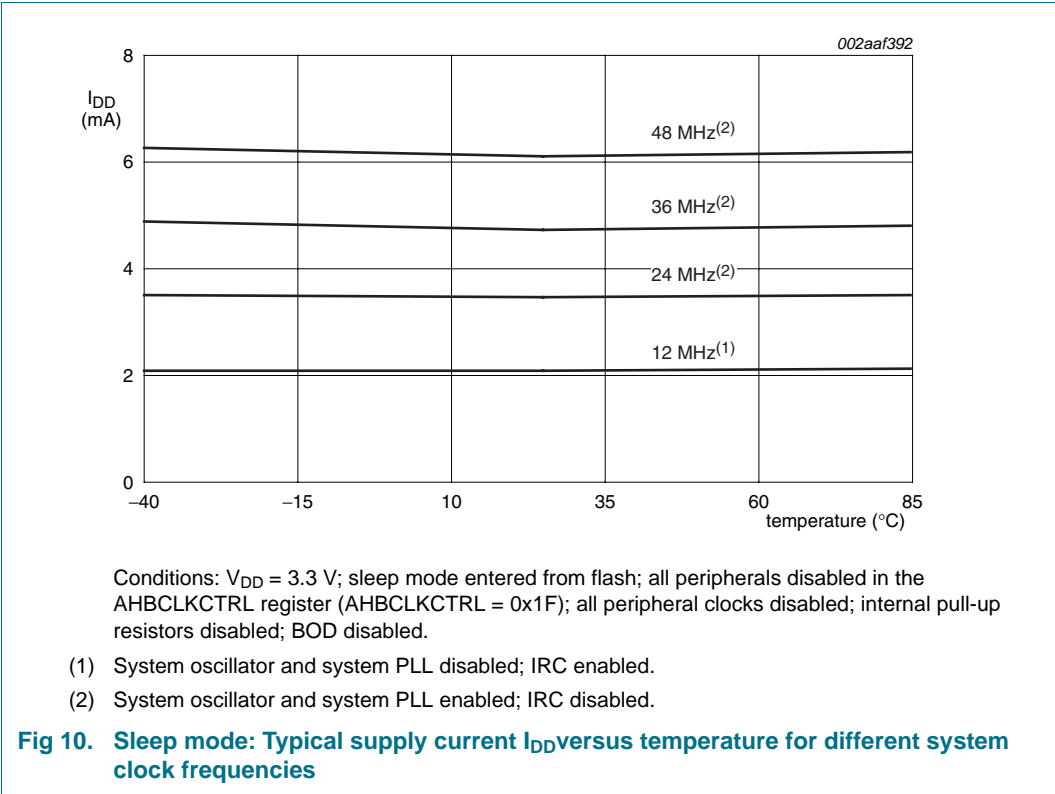 002aaf392
8
I_DD
(mA)
48 MHz(2)
6
36 MHz(2)
4
24 MHz(2)
12 MHz(1)
2
0
−40 −15 10 35 60 85
temperature (°C)
Conditions: V_DD = 3.3 V; sleep mode entered from flash; all peripherals disabled in the
AHBCLKCTRL register (AHBCLKCTRL = 0x1F); all peripheral clocks disabled; internal pull-up
resistors disabled; BOD disabled.
(1) System oscillator and system PLL disabled; IRC enabled.
(2) System oscillator and system PLL enabled; IRC disabled.
Fig 10. Sleep mode: Typical supply current I_DDversus temperature for different system
clock frequencies